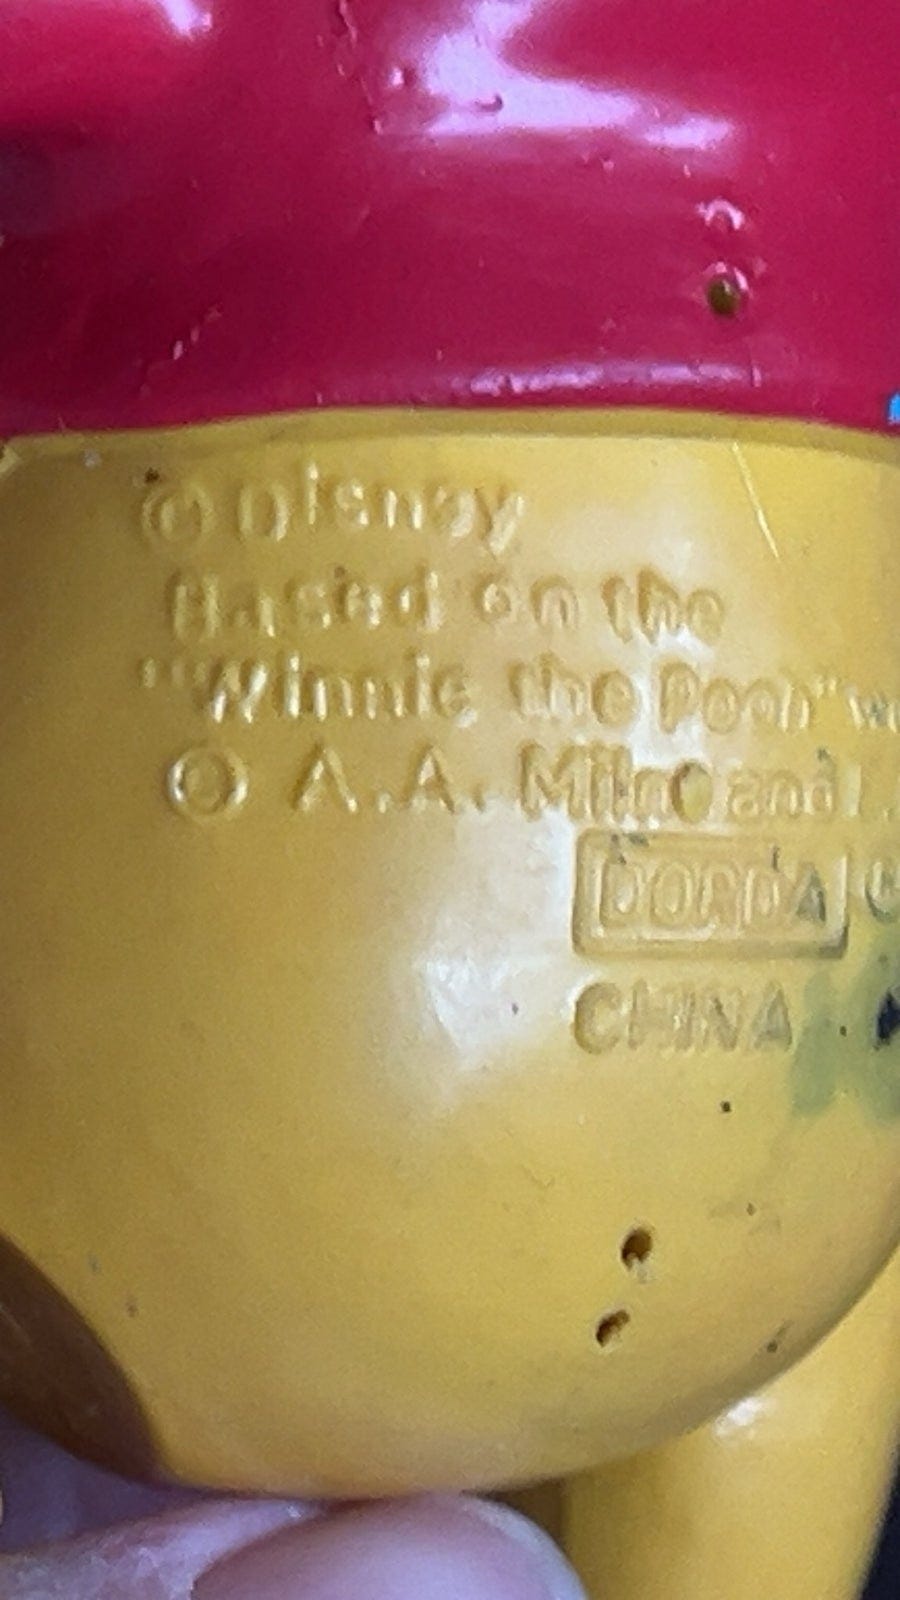 © Disney
Based on the
"Winnie the Pooh"
© A.A. Milne and
DORDA
CHINA